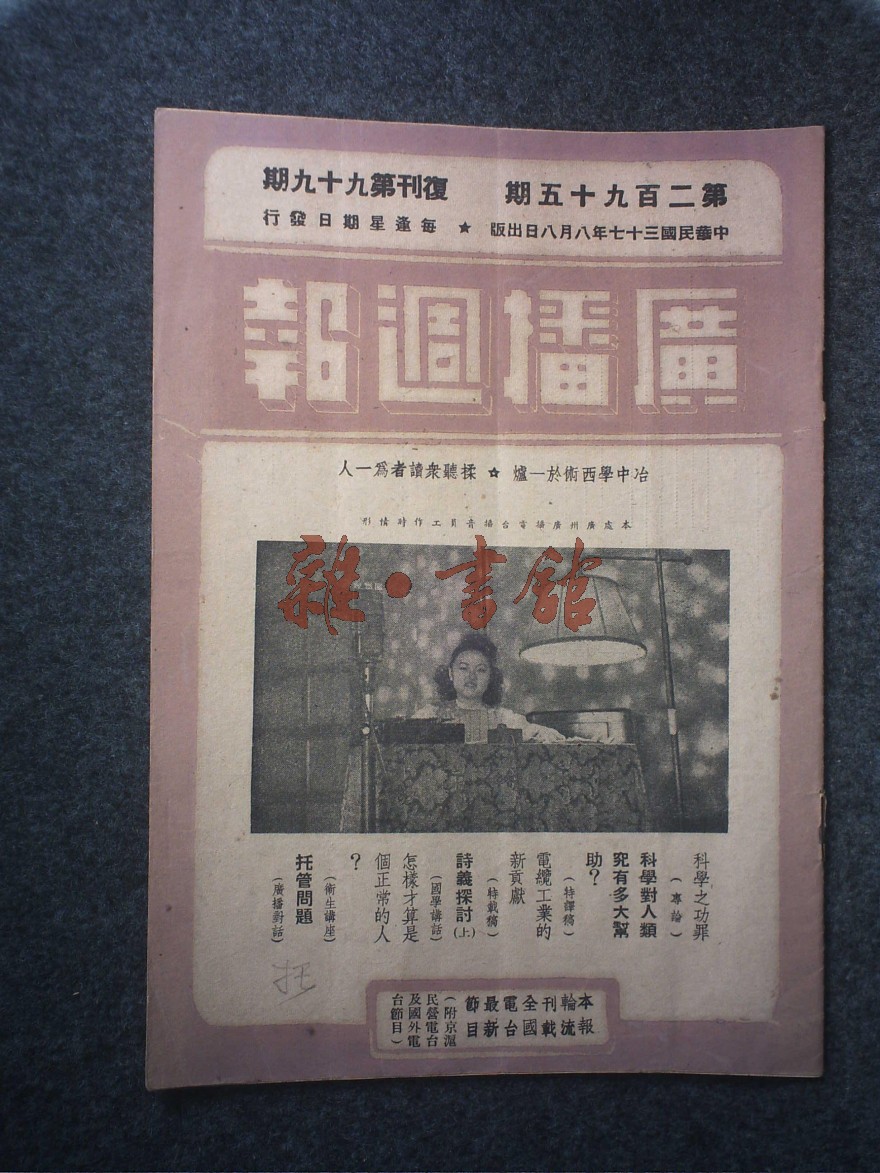 第二百九十五期　復刊第九十九期
中華民國三十七年八月八日出版 ★ 每逢星期日發行
廣播週報
冶中學西術於一爐 ☆ 揉聽衆讀者爲一人
本處廣州廣播電台播音員工作時情形
雜·書館
科學之功罪
(專論)
科學對人類
究有多大幫
助？
(特譯稿)
電纜工業的
新貢獻
(特載稿)
詩義探討(上)
(國學講話)
怎樣才算是
個正常的人
？
(衛生講座)
托管問題
(廣播對話)
本報
輪流
刊載
全國
電台
最新
節目
(附京滬
民營電台
及國外電
台節目)